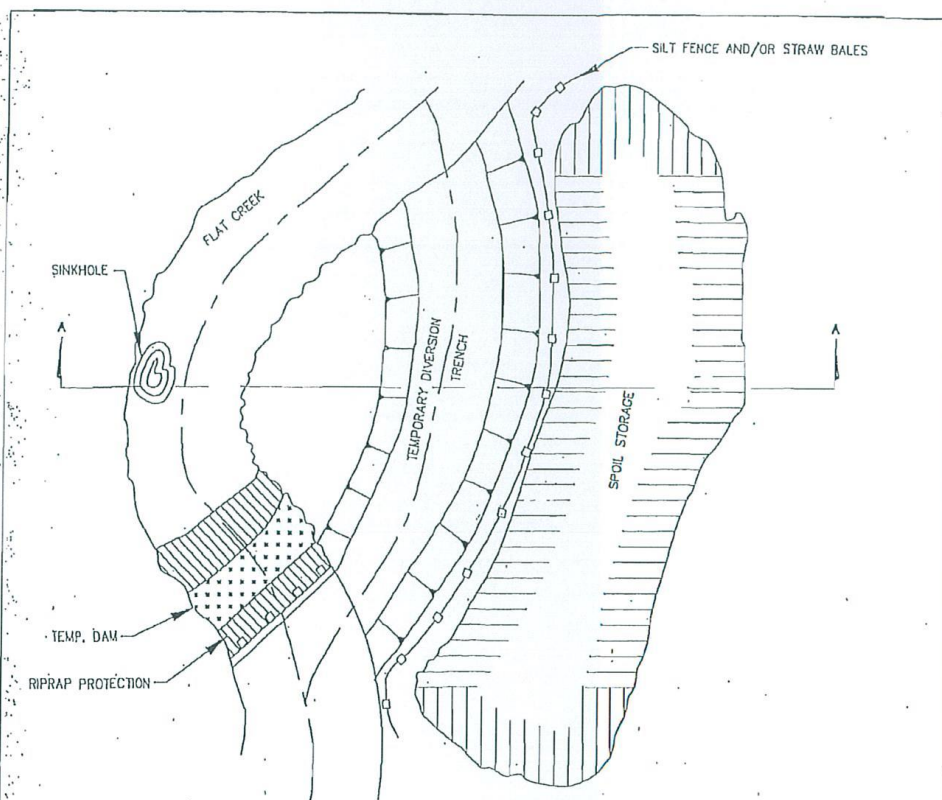 SILT FENCE AND/OR STRAW BALES
FLAT CREEK
SINKHOLE
TEMPORARY DIVERSION
TRENCH
SPOIL STORAGE
TEMP. DAM
RIPRAP PROTECTION